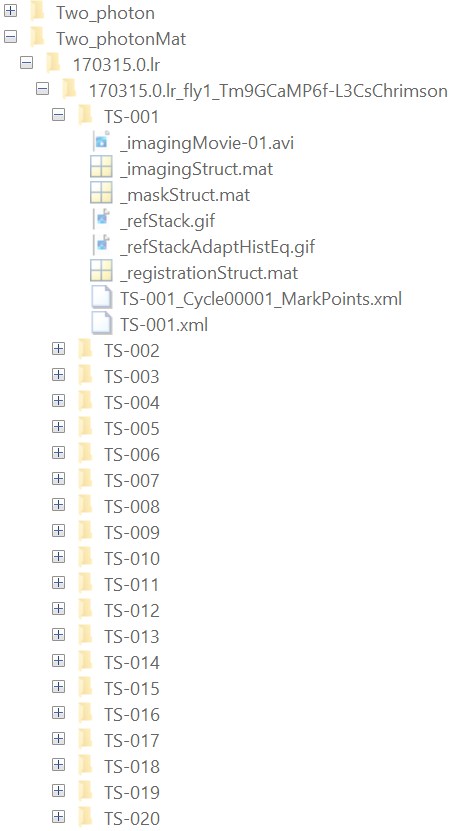 Two_photon
Two_photonMat
170315.0.lr
170315.0.lr_fly1_Tm9GCaMP6f-L3CsChrimson
TS-001
_imagingMovie-01.avi
_imagingStruct.mat
_maskStruct.mat
_refStack.gif
_refStackAdaptHistEq.gif
_registrationStruct.mat
TS-001_Cycle00001_MarkPoints.xml
TS-001.xml
TS-002
TS-003
TS-004
TS-005
TS-006
TS-007
TS-008
TS-009
TS-010
TS-011
TS-012
TS-013
TS-014
TS-015
TS-016
TS-017
TS-018
TS-019
TS-020